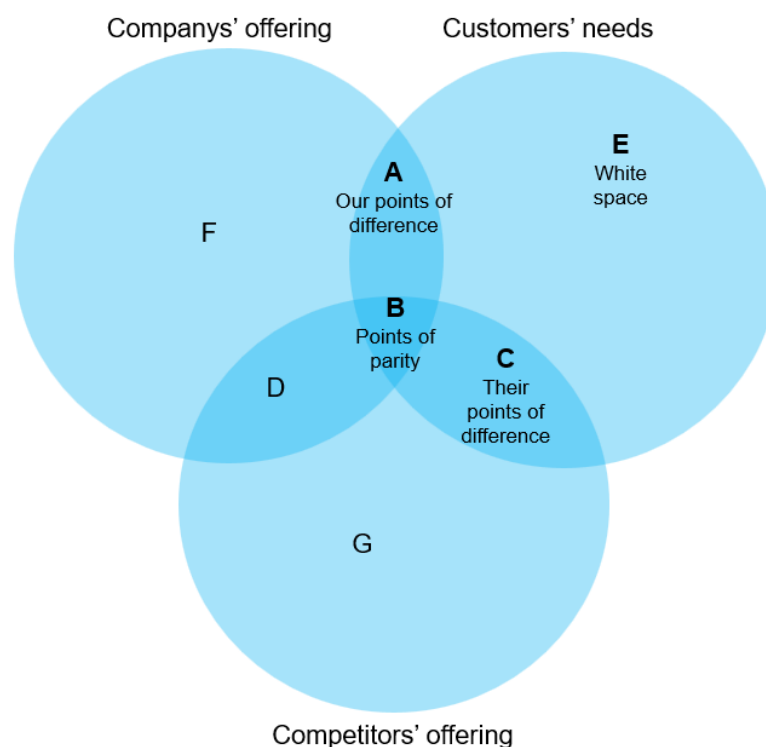 Companys’ offering
Customers’ needs
E
White
space
A
Our points of
difference
F
B
Points of
parity
C
Their
points of
difference
D
G
Competitors’ offering